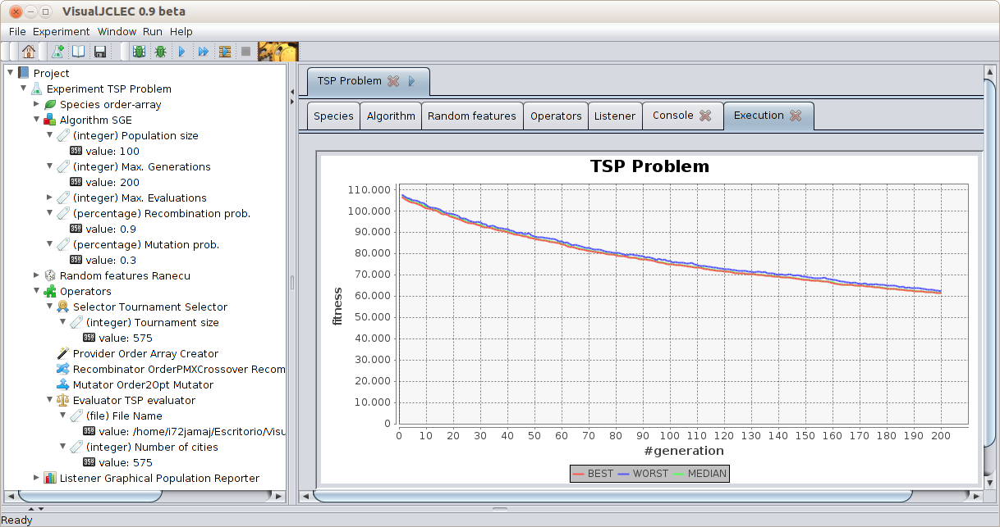 VisualJCLEC 0.9 beta
File Experiment Window Run Help
Project
Experiment TSP Problem
Species order-array
Algorithm SGE
(integer) Population size
359 value: 100
(integer) Max. Generations
359 value: 200
(integer) Max. Evaluations
(percentage) Recombination prob.
359 value: 0.9
(percentage) Mutation prob.
359 value: 0.3
Random features Ranecu
Operators
Selector Tournament Selector
(integer) Tournament size
359 value: 575
Provider Order Array Creator
Recombinator OrderPMXCrossover Recom
Mutator Order2Opt Mutator
Evaluator TSP evaluator
(file) File Name
359 value: /home/i72jamaj/Escritorio/Visu
(integer) Number of cities
359 value: 575
Listener Graphical Population Reporter
TSP Problem
Species Algorithm Random features Operators Listener Console Execution
TSP Problem
110.000
100.000
90.000
80.000
70.000
60.000
50.000
40.000
30.000
20.000
10.000
0
fitness
0 10 20 30 40 50 60 70 80 90 100 110 120 130 140 150 160 170 180 190 200
#generation
BEST WORST MEDIAN
Ready